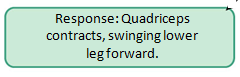 Response: Quadriceps
contracts, swinging lower
leg forward.